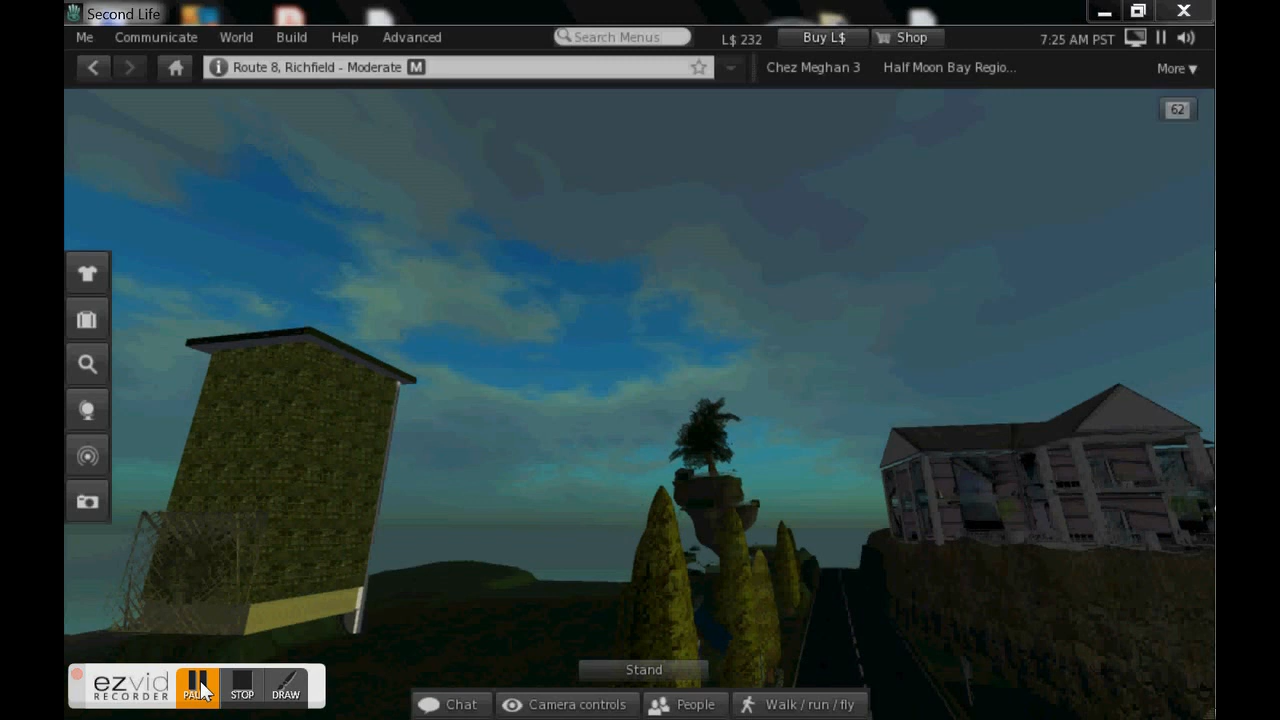 Second Life
Me Communicate World Build Help Advanced Search Menus L$ 232 Buy L$ Shop 7:25 AM PST
Route 8, Richfield - Moderate M Chez Meghan 3 Half Moon Bay Regio... More
62
Stand
ezvid
RECORDER PAUSE STOP DRAW
Chat Camera controls People Walk / run / fly